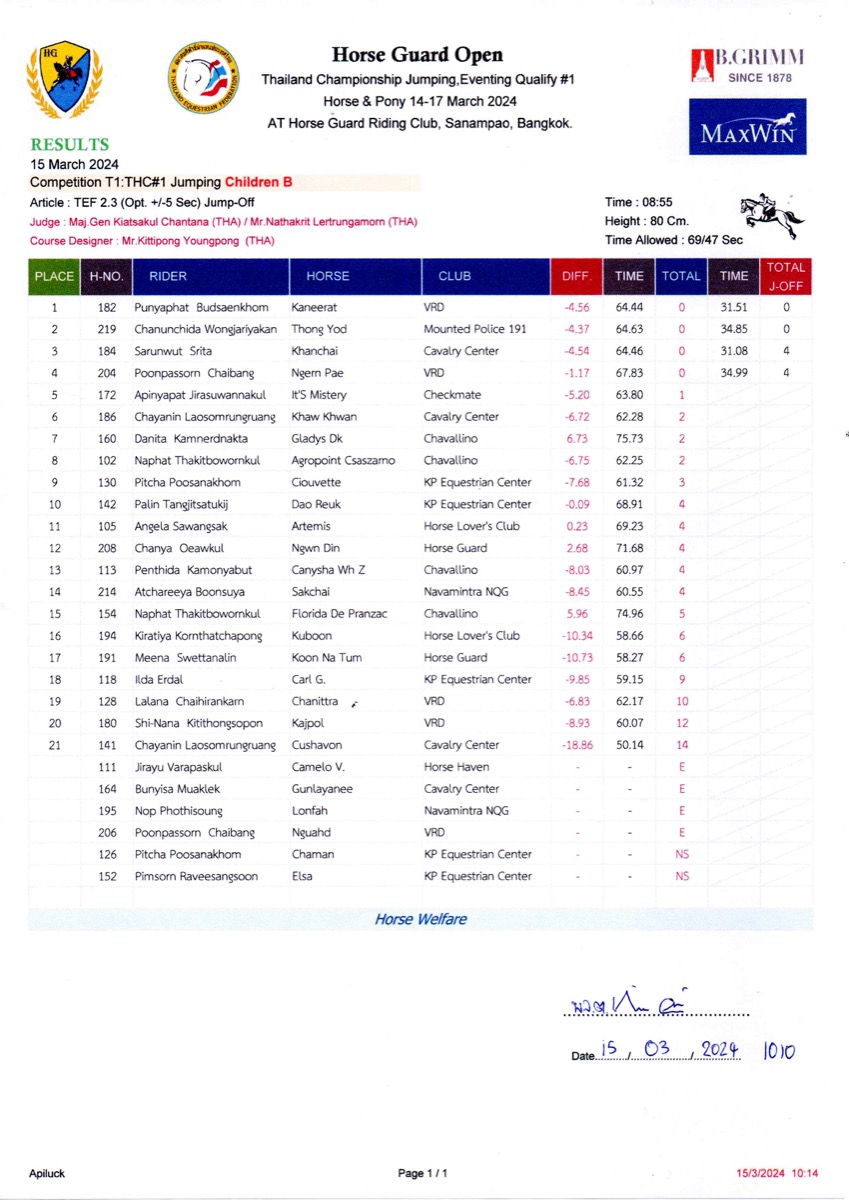 HG
Horse Guard Open
Thailand Championship Jumping,Eventing Qualify #1
Horse & Pony 14-17 March 2024
AT Horse Guard Riding Club, Sanampao, Bangkok.
THAILAND EQUESTRIAN FEDERATION
B.GRIMM
SINCE 1878
MAXWIN
RESULTS
15 March 2024
Competition T1:THC#1 Jumping Children B
Article : TEF 2.3 (Opt. +/-5 Sec) Jump-Off
Time : 08:55
Judge : Maj.Gen Kiatsakul Chantana (THA) / Mr.Nathakrit Lertrungamorn (THA)
Height : 80 Cm.
Course Designer : Mr.Kittipong Youngpong (THA)
Time Allowed : 69/47 Sec
PLACE H-NO. RIDER HORSE CLUB DIFF. TIME TOTAL TIME TOTAL J-OFF
1 182 Punyaphat Budsaenkhom Kaneerat VRD -4.56 64.44 0 31.51 0
2 219 Chanunchida Wongjariyakan Thong Yod Mounted Police 191 -4.37 64.63 0 34.85 0
3 184 Sarunwut Srita Khanchai Cavalry Center -4.54 64.46 0 31.08 4
4 204 Poonpassorn Chaibang Ngern Pae VRD -1.17 67.83 0 34.99 4
5 172 Apinyapat Jirasuwannakul It'S Mistery Checkmate -5.20 63.80 1
6 186 Chayanin Laosomrungruang Khaw Khwan Cavalry Center -6.72 62.28 2
7 160 Danita Kamnerdnakta Gladys Dk Chavallino 6.73 75.73 2
8 102 Naphat Thakitbowornkul Agropoint Csaszarno Chavallino -6.75 62.25 2
9 130 Pitcha Poosanakhom Ciouvette KP Equestrian Center -7.68 61.32 3
10 142 Palin Tangjitsatukij Dao Reuk KP Equestrian Center -0.09 68.91 4
11 105 Angela Sawangsak Artemis Horse Lover's Club 0.23 69.23 4
12 208 Chanya Oeawkul Ngwn Din Horse Guard 2.68 71.68 4
13 113 Penthida Kamonyabut Canysha Wh Z Chavallino -8.03 60.97 4
14 214 Atchareeya Boonsuya Sakchai Navamintra NQG -8.45 60.55 4
15 154 Naphat Thakitbowornkul Florida De Pranzac Chavallino 5.96 74.96 5
16 194 Kiratiya Kornthatchapong Kuboon Horse Lover's Club -10.34 58.66 6
17 191 Meena Swettanalin Koon Na Tum Horse Guard -10.73 58.27 6
18 118 Ilda Erdal Carl G. KP Equestrian Center -9.85 59.15 9
19 128 Lalana Chaihirankarn Chanittra VRD -6.83 62.17 10
20 180 Shi-Nana Kitithongsopon Kajpol VRD -8.93 60.07 12
21 141 Chayanin Laosomrungruang Cushavon Cavalry Center -18.86 50.14 14
111 Jirayu Varapaskul Camelo V. Horse Haven - - E
164 Bunyisa Muaklek Gunlayanee Cavalry Center - - E
195 Nop Phothisoung Lonfah Navamintra NQG - - E
206 Poonpassorn Chaibang Nguahd VRD - - E
126 Pitcha Poosanakhom Chaman KP Equestrian Center - - NS
152 Pimsorn Raveesangsoon Elsa KP Equestrian Center - - NS
Horse Welfare
Date 15 / 03 / 2024 1010
Apiluck
Page 1 / 1
15/3/2024 10:14